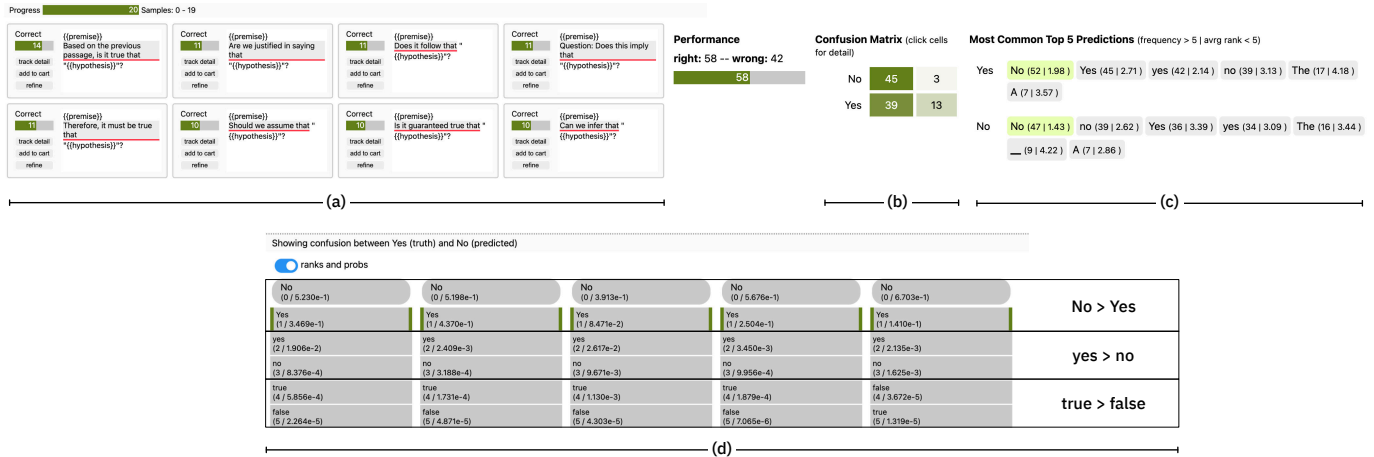 Progress 20 Samples: 0 - 19
Correct
14
track detail
add to cart
refine
{{premise}}
Based on the previous
passage, is it true that
"{{hypothesis}}"?
Correct
11
track detail
add to cart
refine
{{premise}}
Are we justified in saying
that
"{{hypothesis}}"?
Correct
11
track detail
add to cart
refine
{{premise}}
Does it follow that "
{{hypothesis}}"?
Correct
11
track detail
add to cart
refine
{{premise}}
Question: Does this imply
that
"{{hypothesis}}"?
Correct
11
track detail
add to cart
refine
{{premise}}
Therefore, it must be true
that
"{{hypothesis}}"?
Correct
10
track detail
add to cart
refine
{{premise}}
Should we assume that "
{{hypothesis}}"?
Correct
10
track detail
add to cart
refine
{{premise}}
Is it guaranteed true that "
{{hypothesis}}"?
Correct
10
track detail
add to cart
refine
{{premise}}
Can we infer that "
{{hypothesis}}"?
(a)
Performance
right: 58 -- wrong: 42
58
Confusion Matrix (click cells
for detail)
No 45 3
Yes 39 13
(b)
Most Common Top 5 Predictions (frequency > 5 | avrg rank < 5)
Yes No (52 | 1.98 ) Yes (45 | 2.71 ) yes (42 | 2.14 ) no (39 | 3.13 ) The (17 | 4.18 )
A (7 | 3.57 )
No No (47 | 1.43 ) no (39 | 2.62 ) Yes (36 | 3.39 ) yes (34 | 3.09 ) The (16 | 3.44 )
__ (9 | 4.22 ) A (7 | 2.86 )
(c)
Showing confusion between Yes (truth) and No (predicted)
ranks and probs
No No No No No
(0 / 5.230e-1) (0 / 5.198e-1) (0 / 3.913e-1) (0 / 5.676e-1) (0 / 6.703e-1)
No > Yes
Yes Yes Yes Yes Yes
(1 / 3.469e-1) (1 / 4.370e-1) (1 / 8.471e-2) (1 / 2.504e-1) (1 / 1.410e-1)
yes yes yes yes yes
(2 / 1.906e-2) (2 / 2.409e-3) (2 / 2.617e-2) (2 / 3.450e-3) (2 / 2.135e-3)
yes > no
no no no no no
(3 / 8.376e-4) (3 / 3.188e-4) (3 / 9.671e-3) (3 / 9.956e-4) (3 / 1.625e-3)
true true true true false
(4 / 5.856e-4) (4 / 1.731e-4) (4 / 1.130e-3) (4 / 1.879e-4) (4 / 3.672e-5)
true > false
false false false false true
(5 / 2.264e-5) (5 / 4.871e-5) (5 / 4.303e-5) (5 / 7.065e-6) (5 / 1.319e-5)
(d)